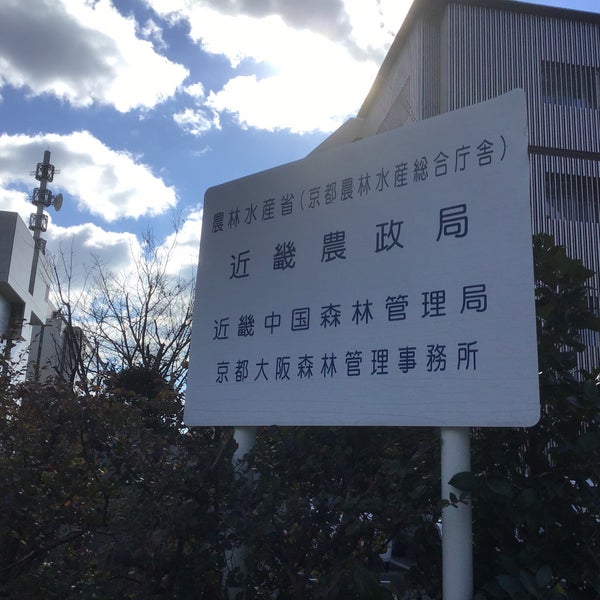 農林水産省(京都農林水産総合庁舎)
近畿農政局
近畿中国森林管理局
京都大阪森林管理事務所